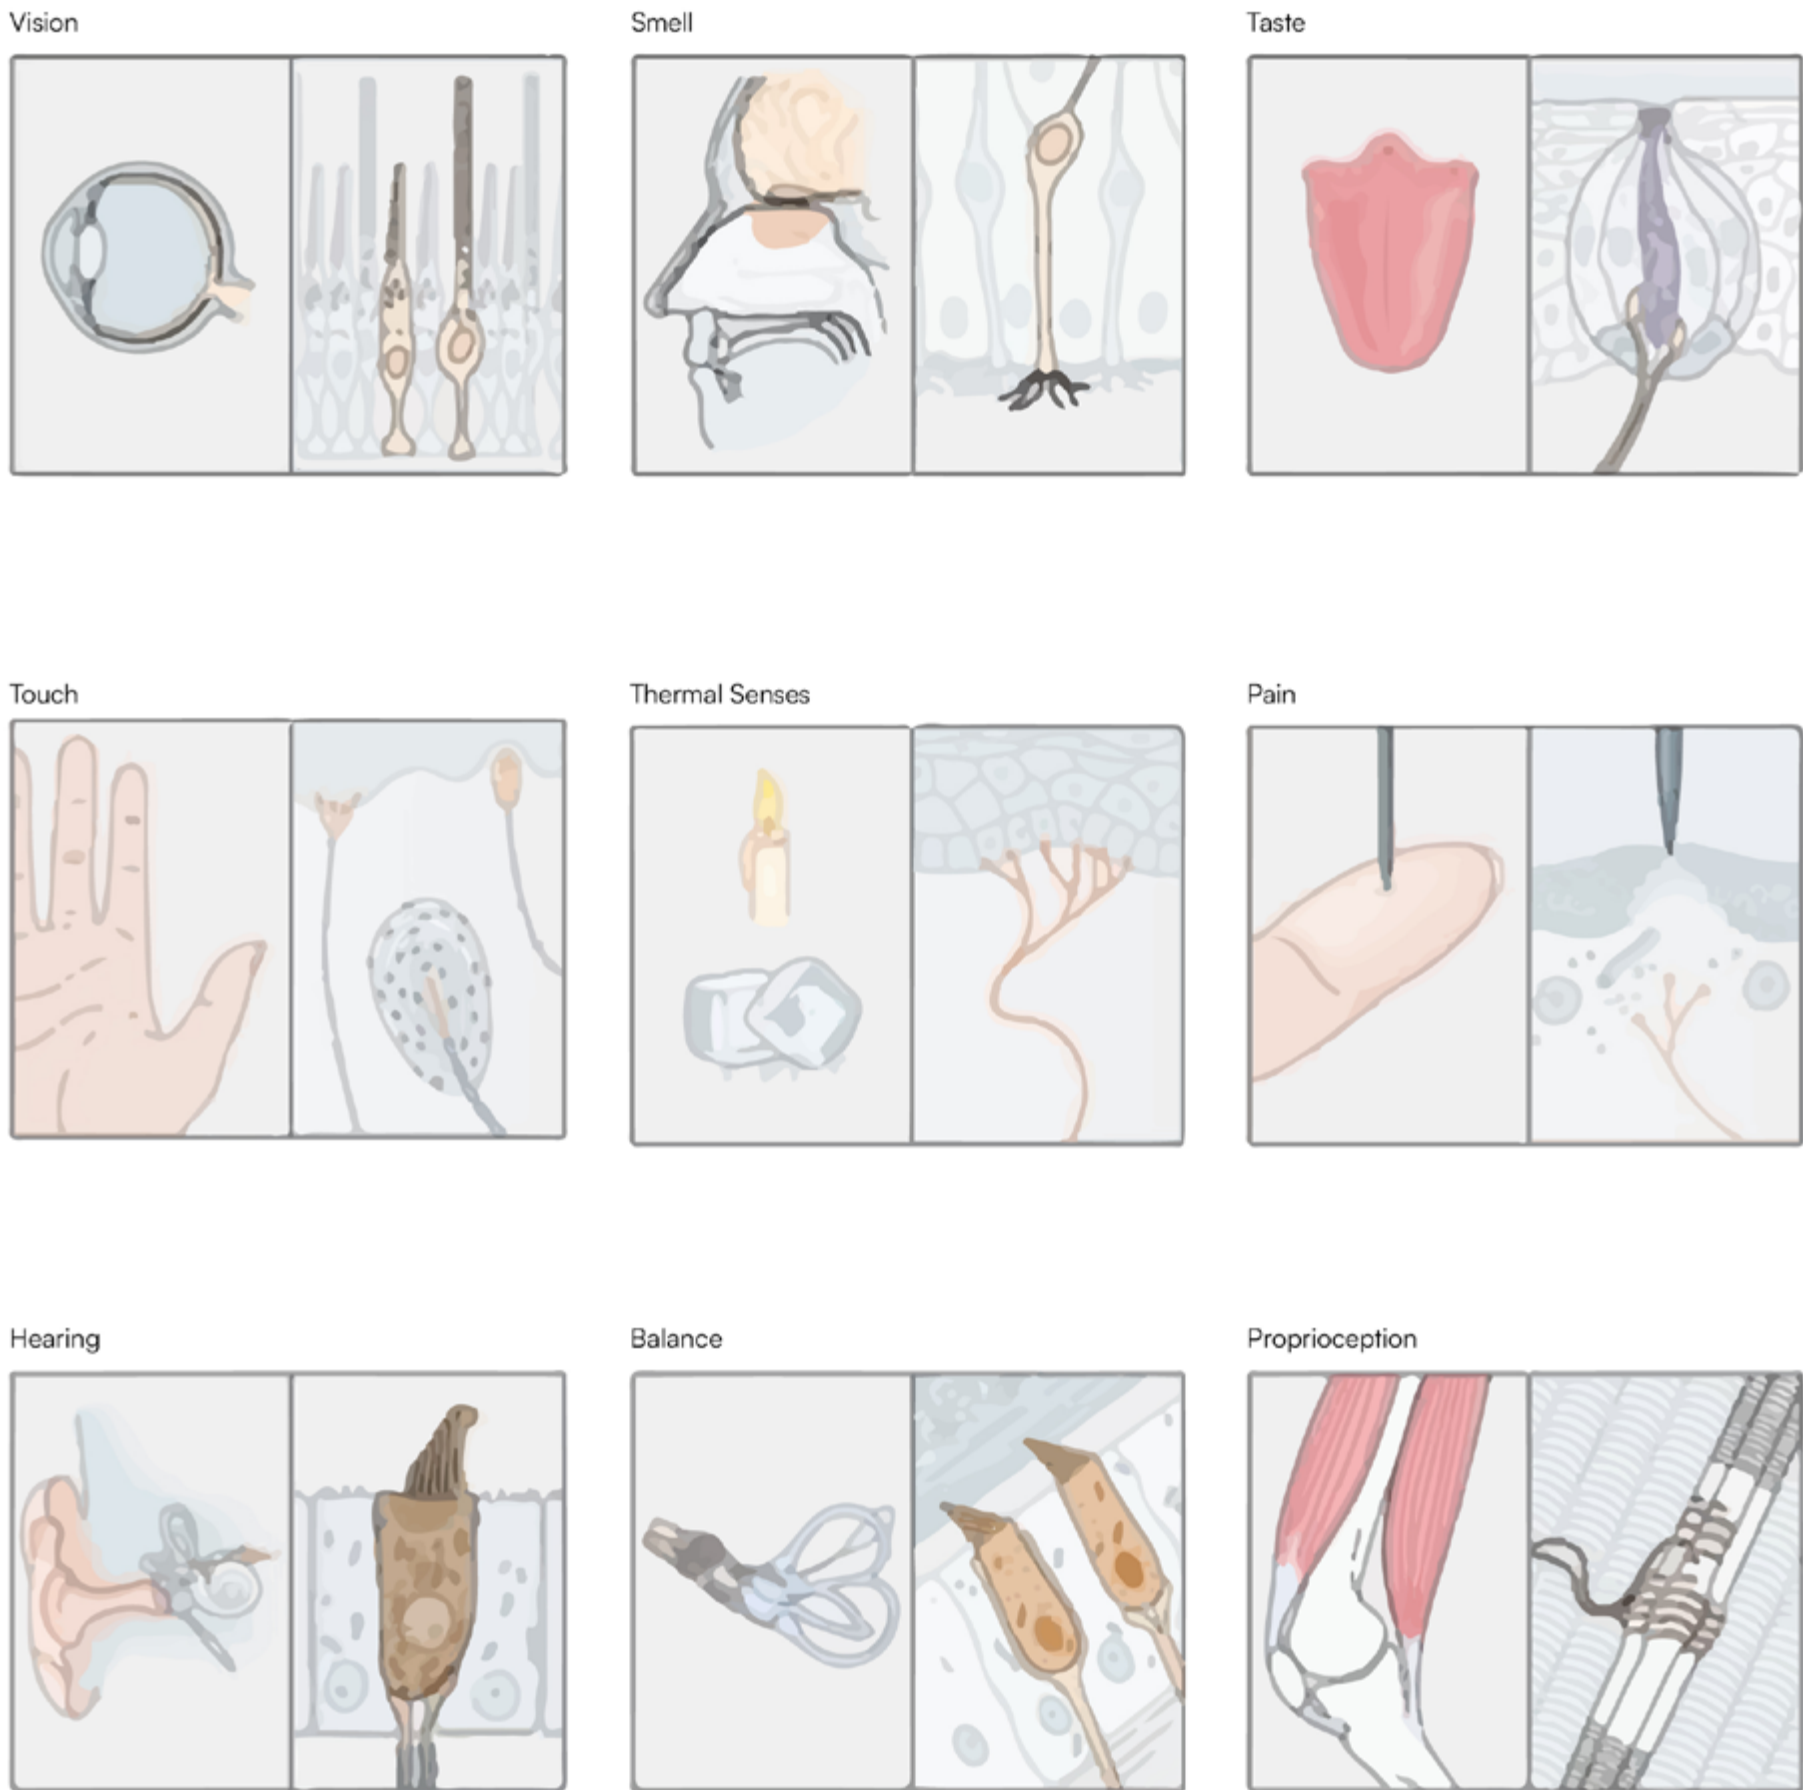 Vision
Smell
Taste
Touch
Thermal Senses
Pain
Hearing
Balance
Proprioception